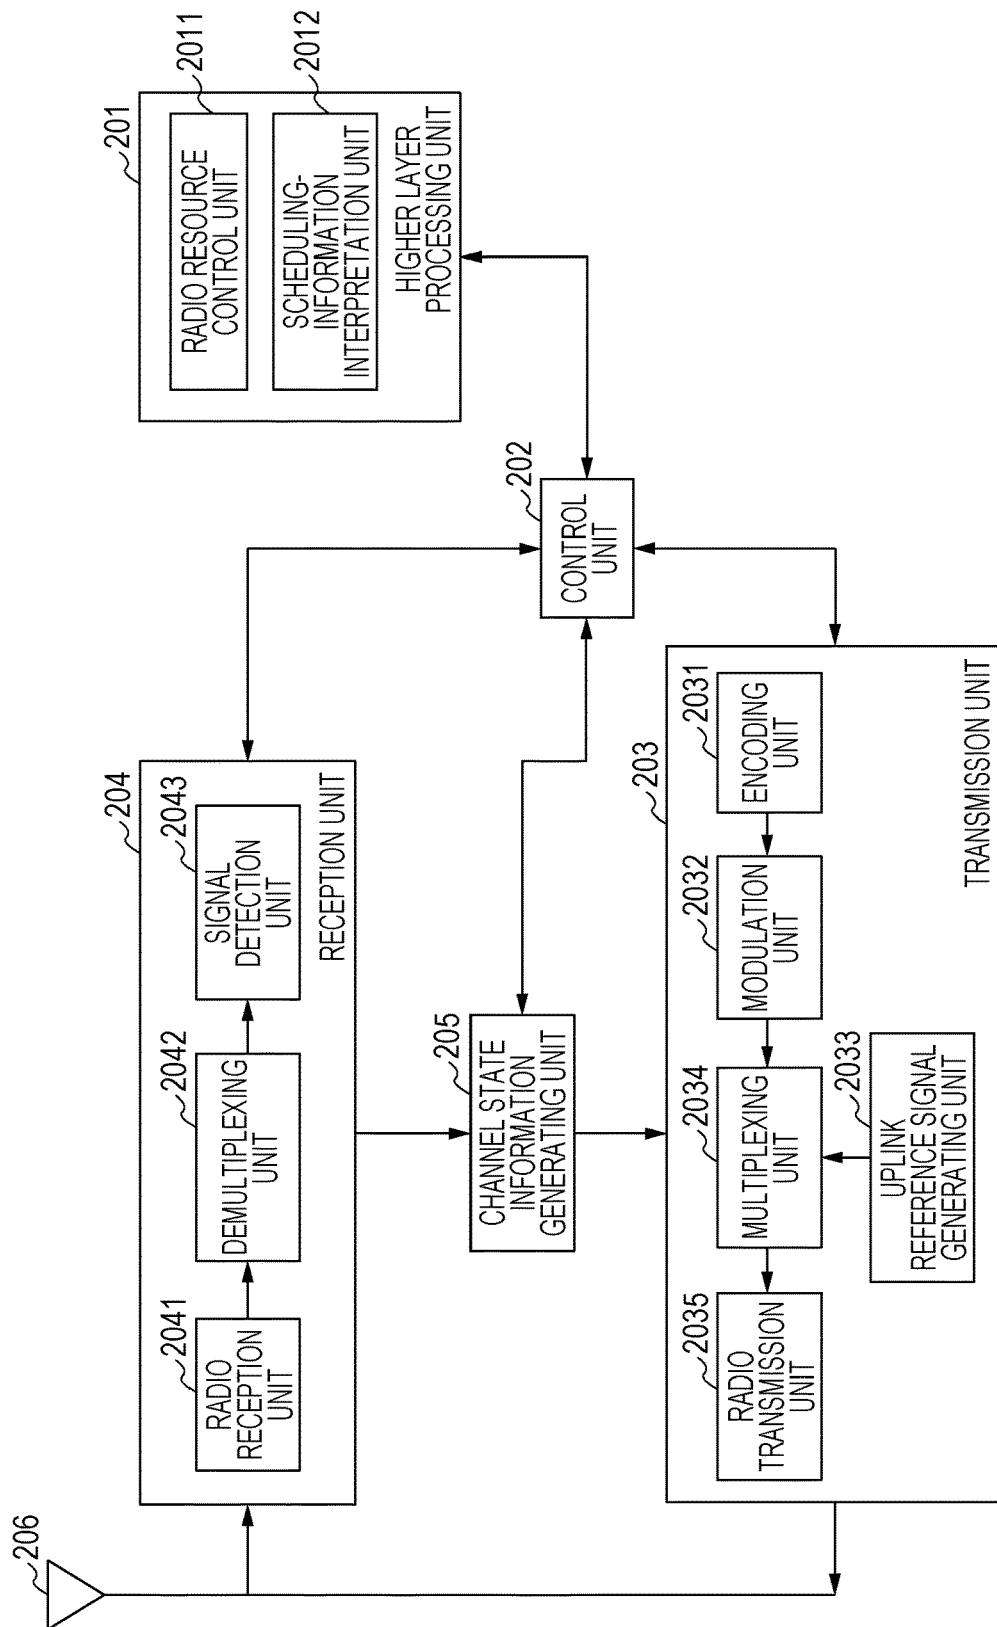 206
204
2041
RADIO
RECEPTION
UNIT
2042
DEMULTIPLEXING
UNIT
2043
SIGNAL
DETECTION
UNIT
RECEPTION UNIT
201
RADIO RESOURCE
CONTROL UNIT
2011
SCHEDULING-
INFORMATION
INTERPRETATION UNIT
2012
HIGHER LAYER
PROCESSING UNIT
205
CHANNEL STATE
INFORMATION
GENERATING UNIT
202
CONTROL
UNIT
203
2035
RADIO
TRANSMISSION
UNIT
2034
MULTIPLEXING
UNIT
2032
MODULATION
UNIT
2031
ENCODING
UNIT
2033
UPLINK
REFERENCE SIGNAL
GENERATING UNIT
TRANSMISSION UNIT